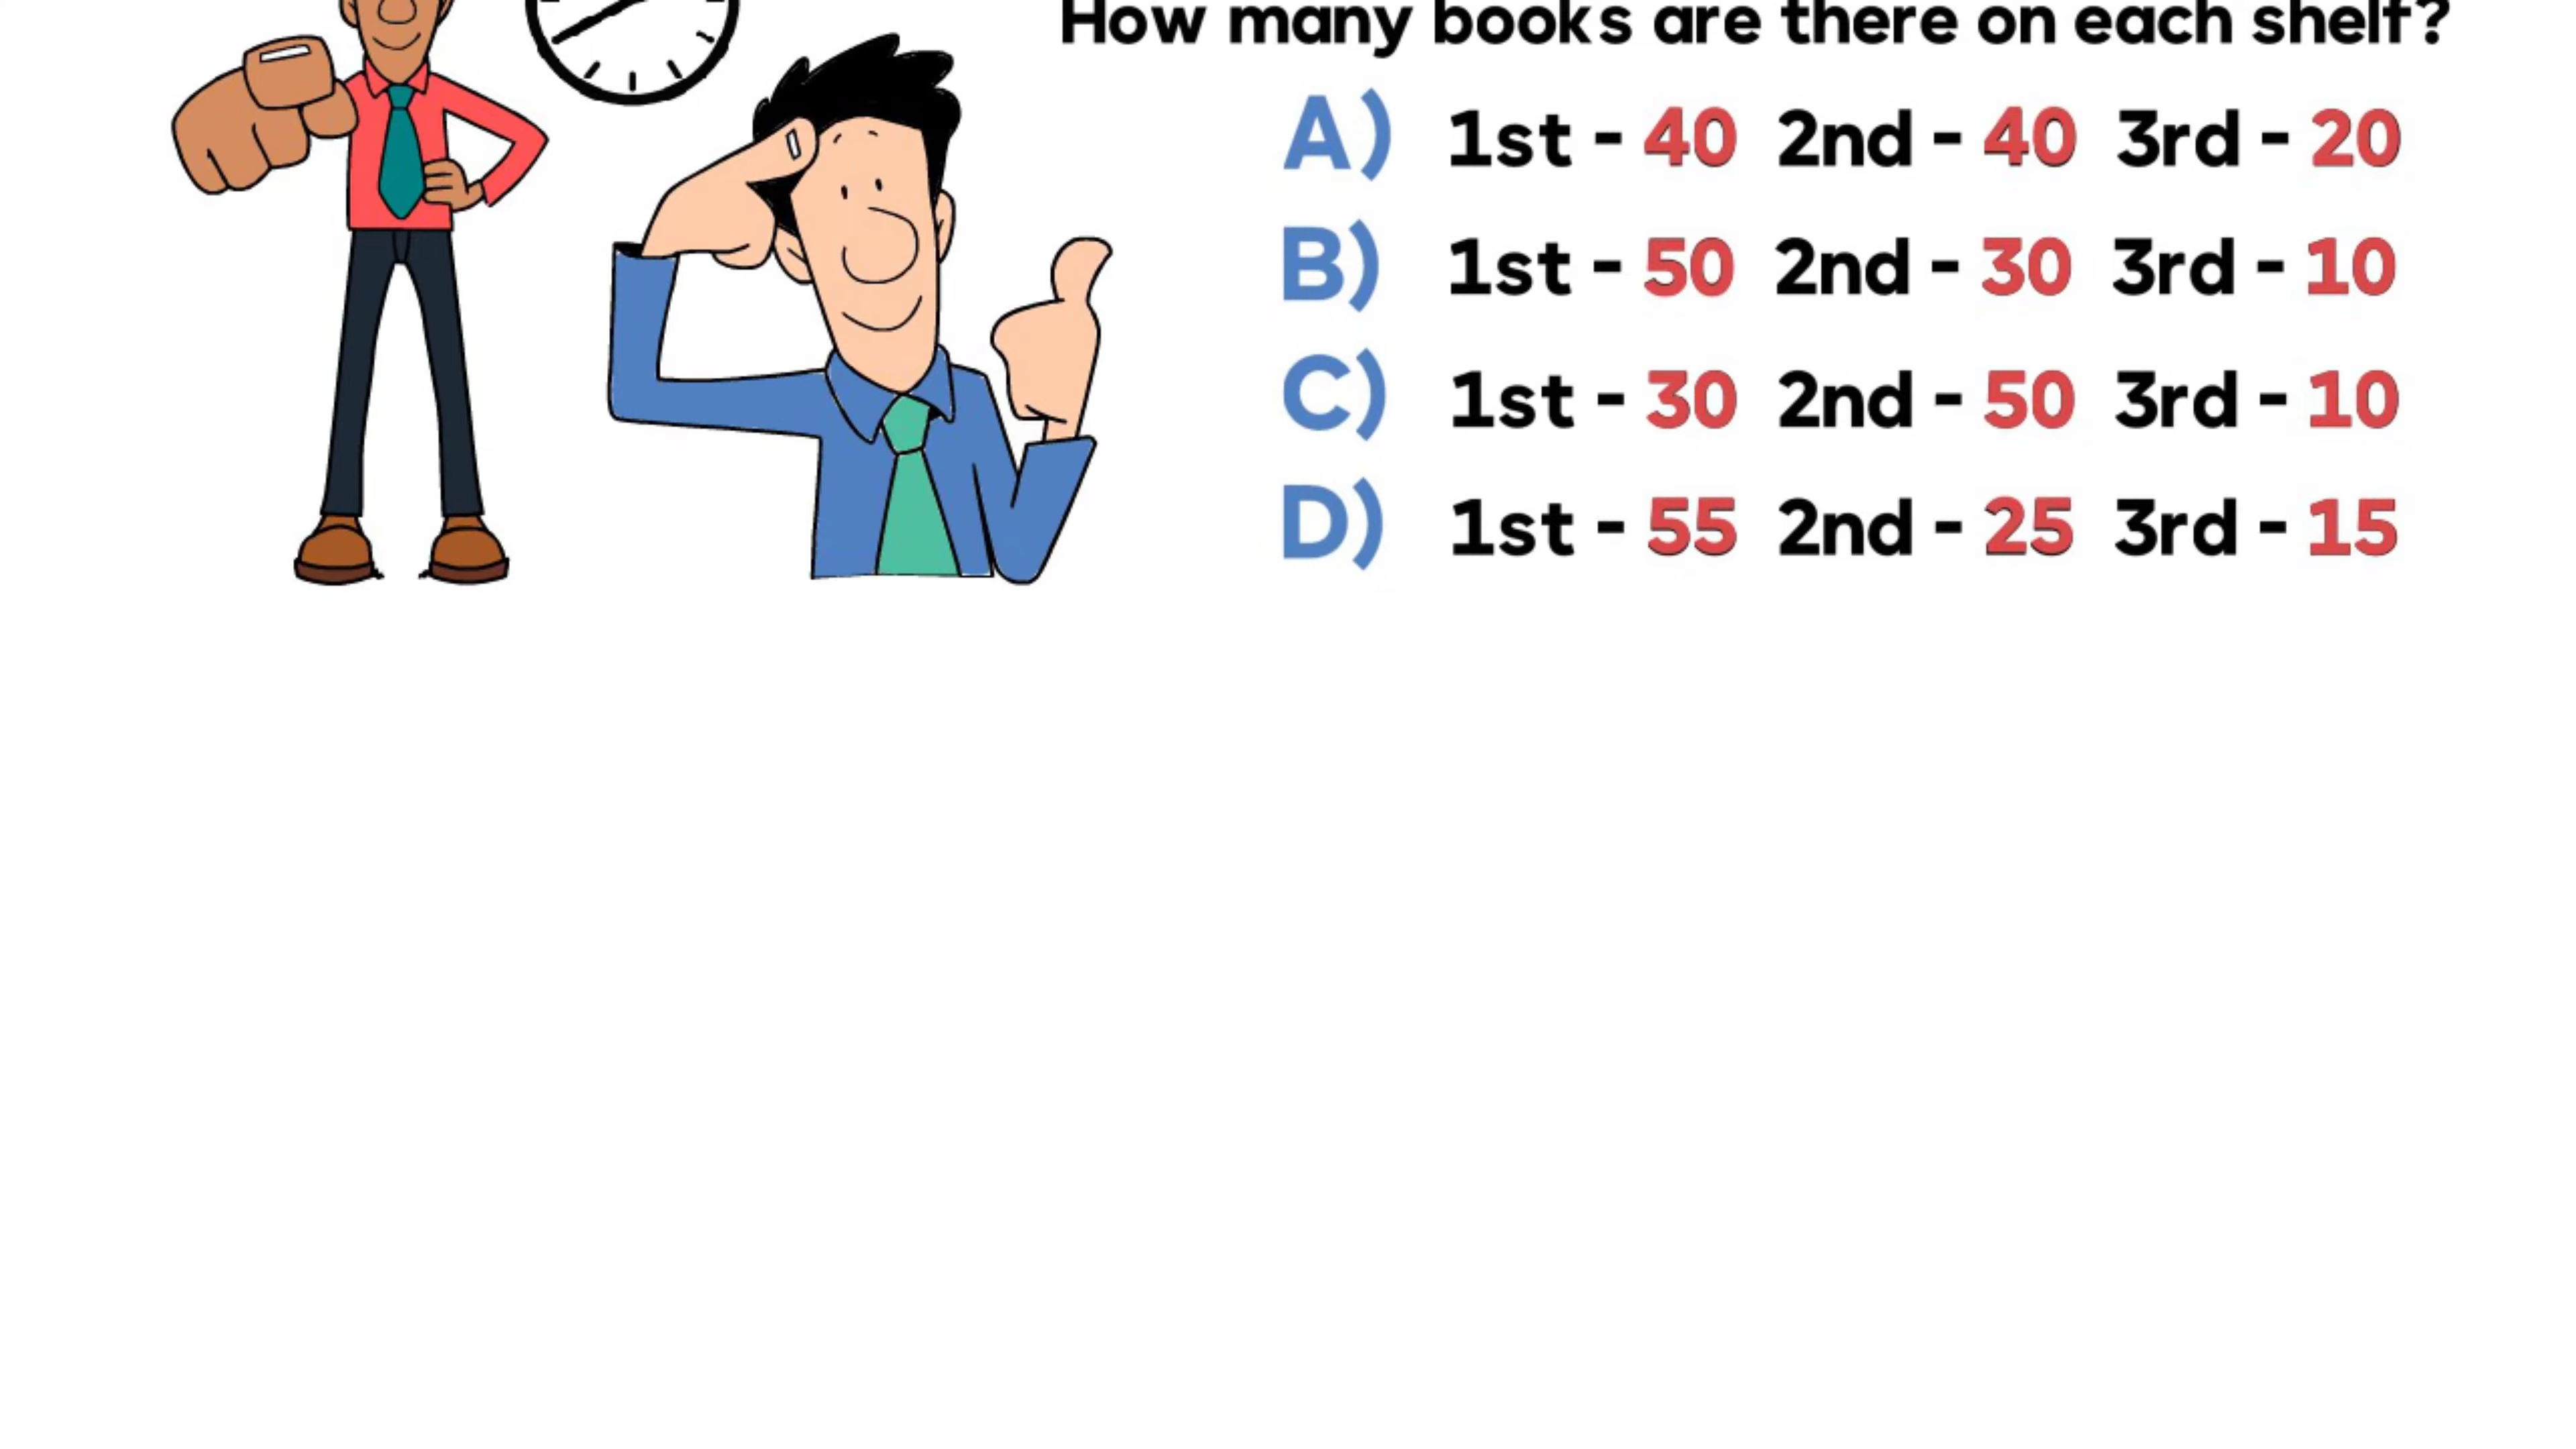 How many books are there on each shelf?
A) 1st - 40 2nd - 40 3rd - 20
B) 1st - 50 2nd - 30 3rd - 10
C) 1st - 30 2nd - 50 3rd - 10
D) 1st - 55 2nd - 25 3rd - 15